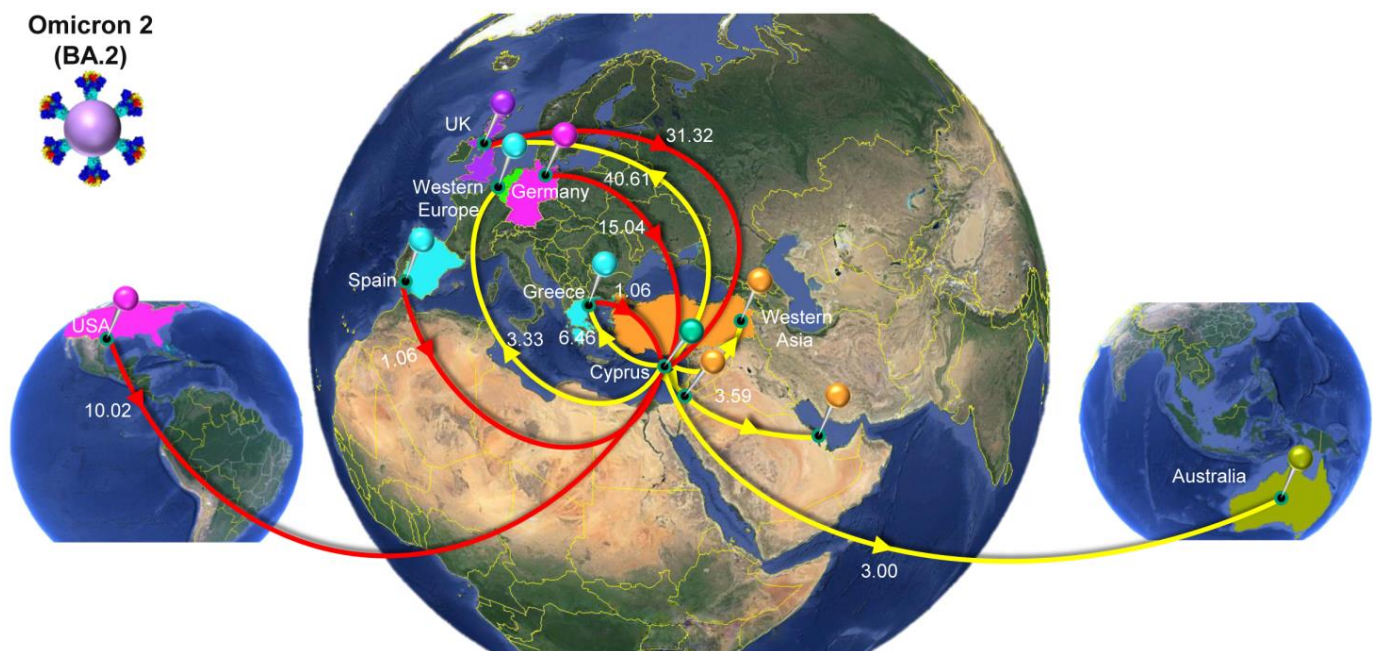 Omicron 2
(BA.2)
UK
31.32
Western
Europe
Germany
40.61
15.04
Spain
Greece
1.06
Western
Asia
USA
3.33
6.46
1.06
Cyprus
3.59
10.02
Australia
3.00